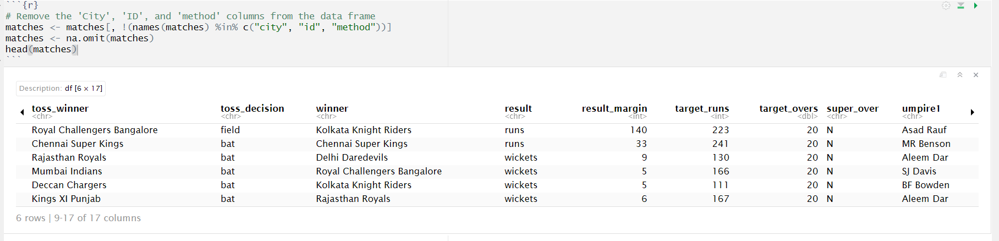 ```{r}
# Remove the 'City', 'ID', and 'method' columns from the data frame
matches <- matches[, !(names(matches) %in% c("city", "id", "method"))]
matches <- na.omit(matches)
head(matches)
```
Description: df [6 × 17]
toss_winner toss_decision winner result result_margin target_runs target_overs super_over umpire1
<chr> <chr> <chr> <chr> <int> <int> <dbl> <chr> <chr>
Royal Challengers Bangalore field Kolkata Knight Riders runs 140 223 20 N Asad Rauf
Chennai Super Kings bat Chennai Super Kings runs 33 241 20 N MR Benson
Rajasthan Royals bat Delhi Daredevils wickets 9 130 20 N Aleem Dar
Mumbai Indians bat Royal Challengers Bangalore wickets 5 166 20 N SJ Davis
Deccan Chargers bat Kolkata Knight Riders wickets 5 111 20 N BF Bowden
Kings XI Punjab bat Rajasthan Royals wickets 6 167 20 N Aleem Dar
6 rows | 9-17 of 17 columns